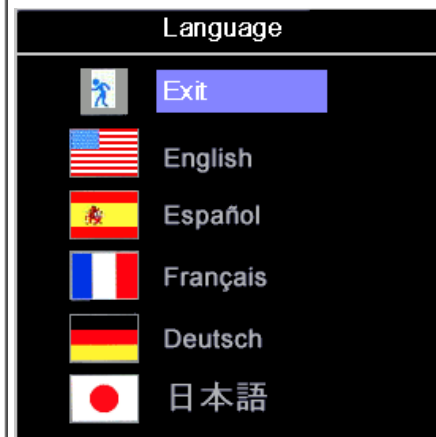 Language
Exit
English
Español
Français
Deutsch
日本語